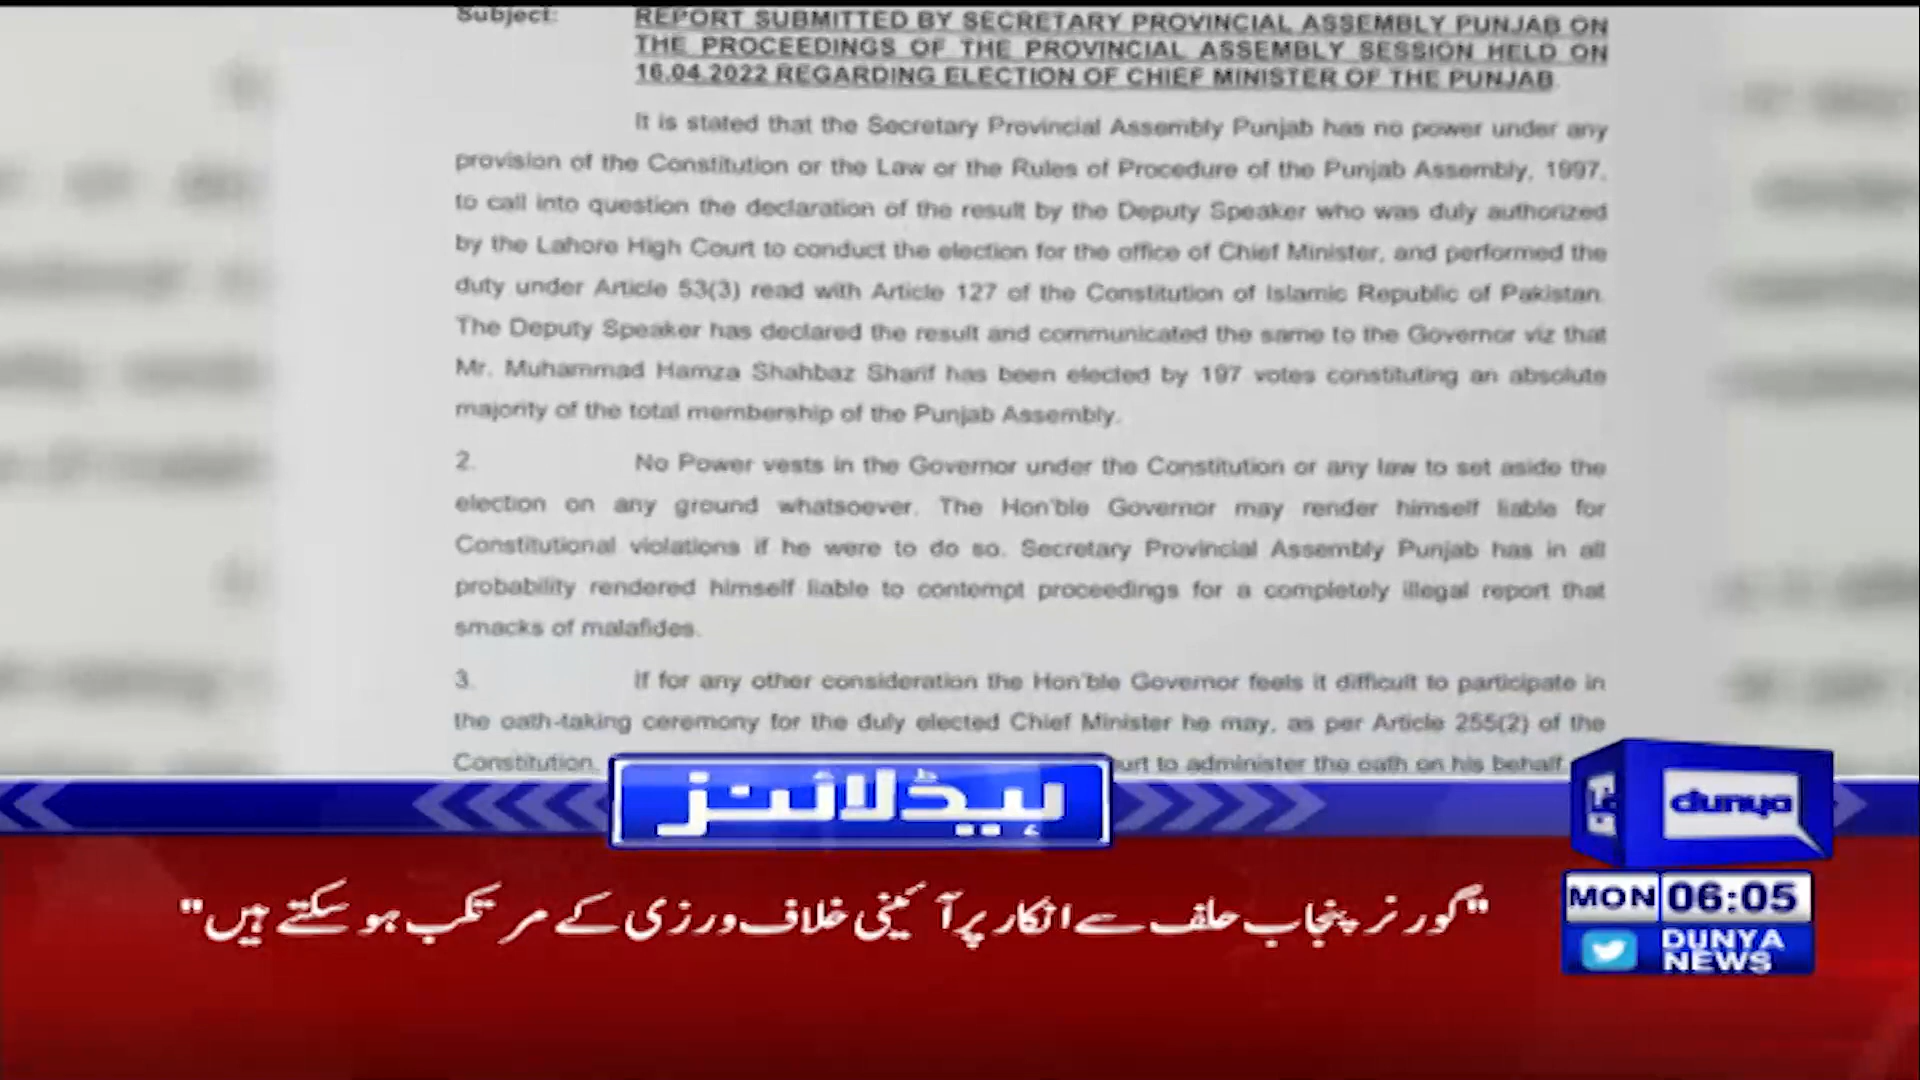 Subject:
REPORT SUBMITTED BY SECRETARY PROVINCIAL ASSEMBLY PUNJAB ON
THE PROCEEDINGS OF THE PROVINCIAL ASSEMBLY SESSION HELD ON
16.04.2022 REGARDING ELECTION OF CHIEF MINISTER OF THE PUNJAB
It is stated that the Secretary Provincial Assembly Punjab has no power under any
provision of the Constitution or the Law or the Rules of Procedure of the Punjab Assembly, 1997,
to call into question the declaration of the result by the Deputy Speaker who was duly authorized
by the Lahore High Court to conduct the election for the office of Chief Minister, and performed the
duty under Article 53(3) read with Article 127 of the Constitution of Islamic Republic of Pakistan.
The Deputy Speaker has declared the result and communicated the same to the Governor viz that
Mr. Muhammad Hamza Shahbaz Sharif has been elected by 197 votes constituting an absolute
majority of the total membership of the Punjab Assembly.
2. No Power vests in the Governor under the Constitution or any law to set aside the
election on any ground whatsoever. The Hon'ble Governor may render himself liable for
Constitutional violations if he were to do so. Secretary Provincial Assembly Punjab has in all
probability rendered himself liable to contempt proceedings for a completely illegal report that
smacks of malafides.
3. If for any other consideration the Hon'ble Governor feels it difficult to participate in
the oath-taking ceremony for the duly elected Chief Minister he may, as per Article 255(2) of the
Constitution, urt to administer the oath on his behalf.
ہیڈلائنز
dunya
"گورنر پنجاب حلف سے انکار پر آئینی خلاف ورزی کے مرتکب ہو سکتے ہیں"
MON 06:05
DUNYA
NEWS